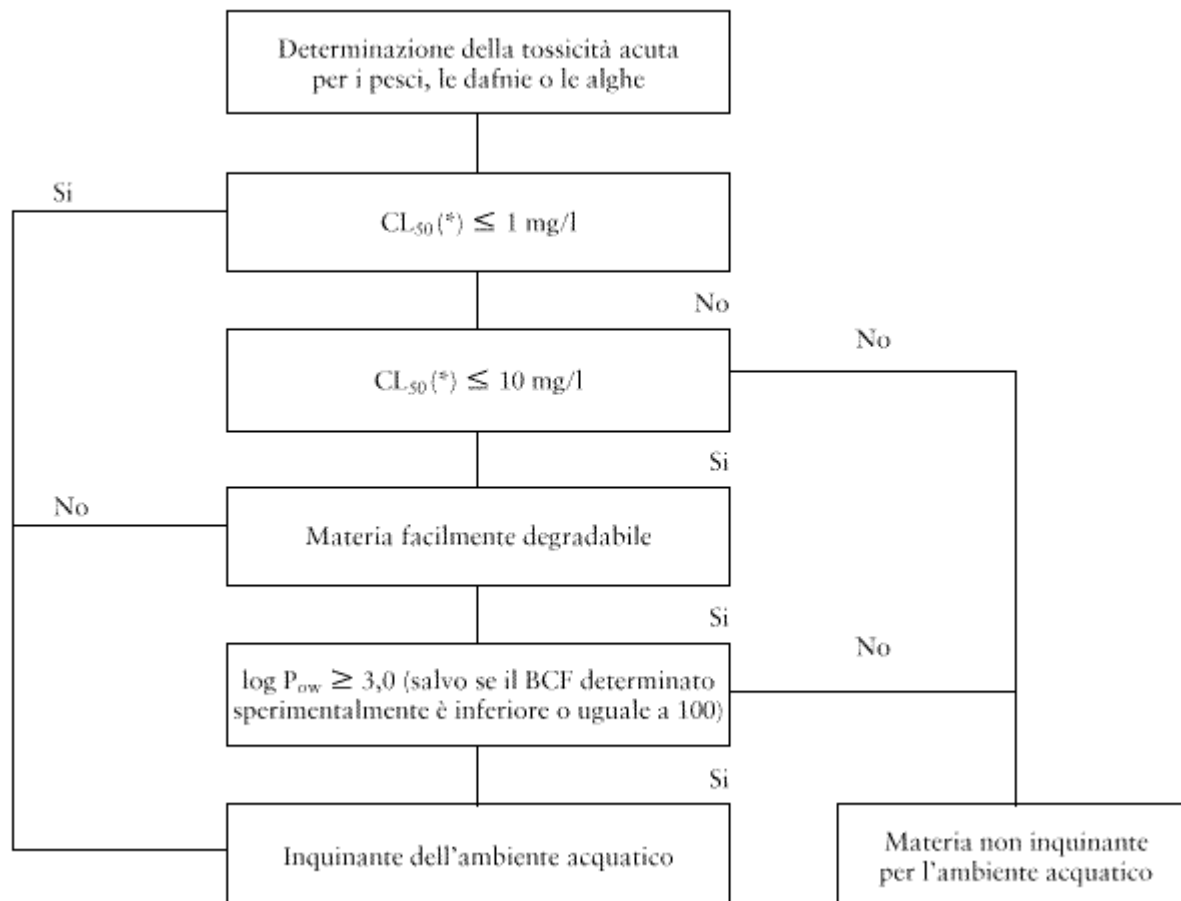 Determinazione della tossicità acuta
per i pesci, le dafnie o le alghe
Si
CL₅₀(*) ≤ 1 mg/l
No
No
CL₅₀(*) ≤ 10 mg/l
Si
No
Materia facilmente degradabile
Si
No
log Pow ≥ 3,0 (salvo se il BCF determinato
sperimentalmente è inferiore o uguale a 100)
Si
Inquinante dell'ambiente acquatico
Materia non inquinante
per l'ambiente acquatico